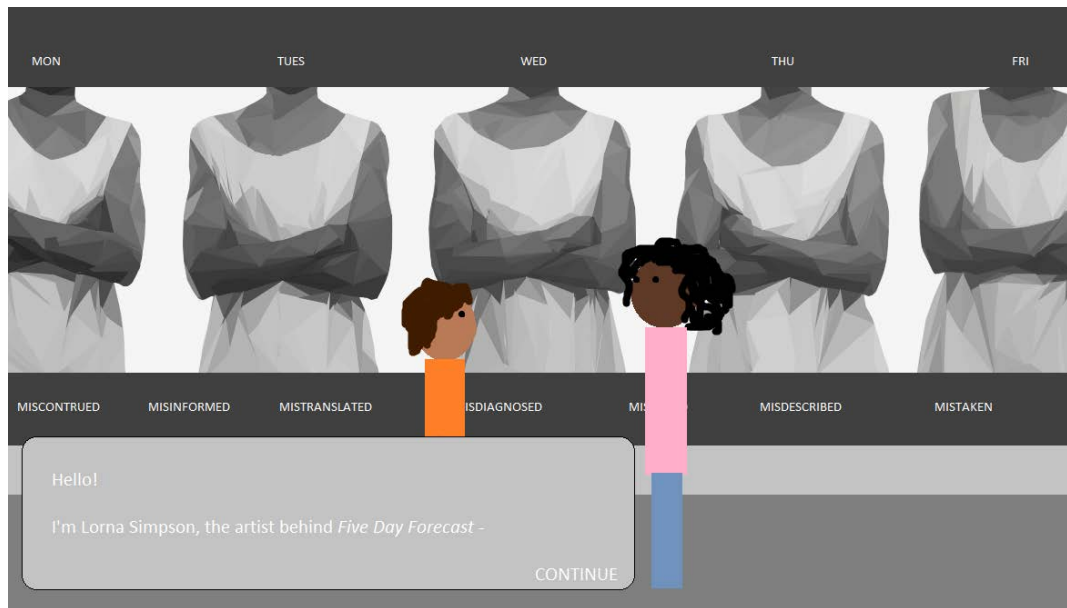 MON TUES WED THU FRI
MISCONTRUED MISINFORMED MISTRANSLATED ISDIAGNOSED MISDESCRIBED MISTAKEN
Hello!
I'm Lorna Simpson, the artist behind Five Day Forecast -
CONTINUE